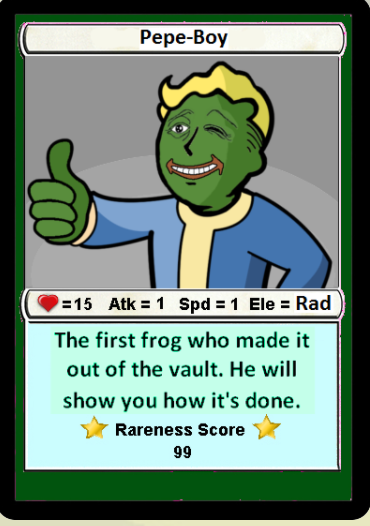 Pepe-Boy
=15 Atk = 1 Spd = 1 Ele = Rad
The first frog who made it
out of the vault. He will
show you how it's done.
Rareness Score
99